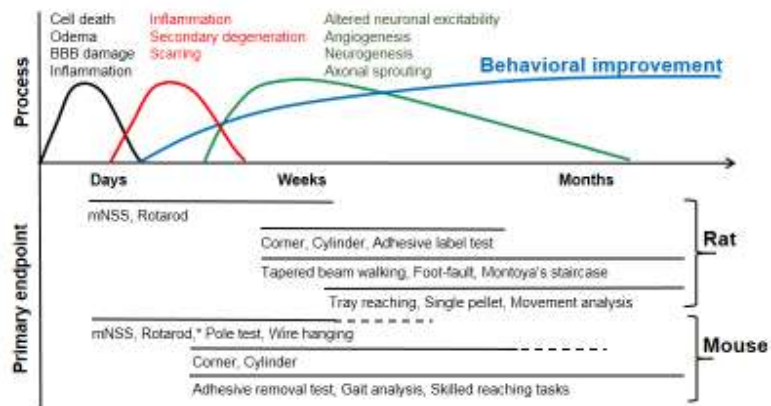 Cell death
Odema
BBB damage
Inflammation
Inflammation
Secondary degeneration
Scarring
Altered neuronal excitability
Angiogenesis
Neurogenesis
Axonal sprouting
Behavioral improvement
Process
Days
Weeks
Months
Primary endpoint
mNSS, Rotarod
Corner, Cylinder, Adhesive label test
Tapered beam walking, Foot-fault, Montoya's staircase
Tray reaching, Single pellet, Movement analysis
Rat
mNSS, Rotarod,* Pole test, Wire hanging
Corner, Cylinder
Adhesive removal test, Gait analysis, Skilled reaching tasks
Mouse